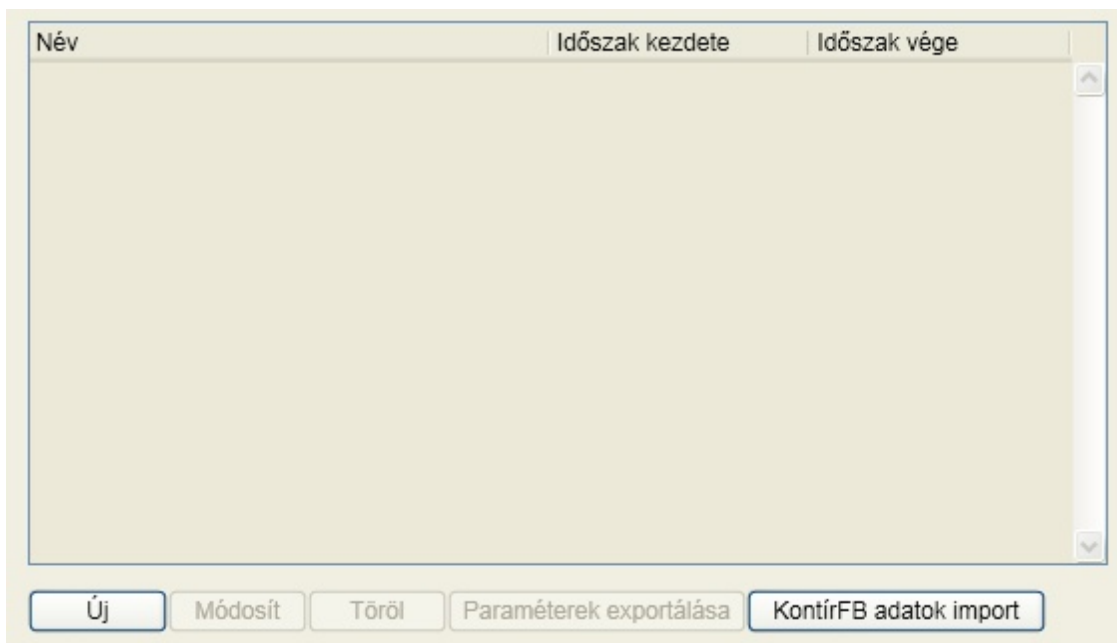 Név Időszak kezdete Időszak vége
Új Módosít Töröl Paraméterek exportálása KontírFB adatok import